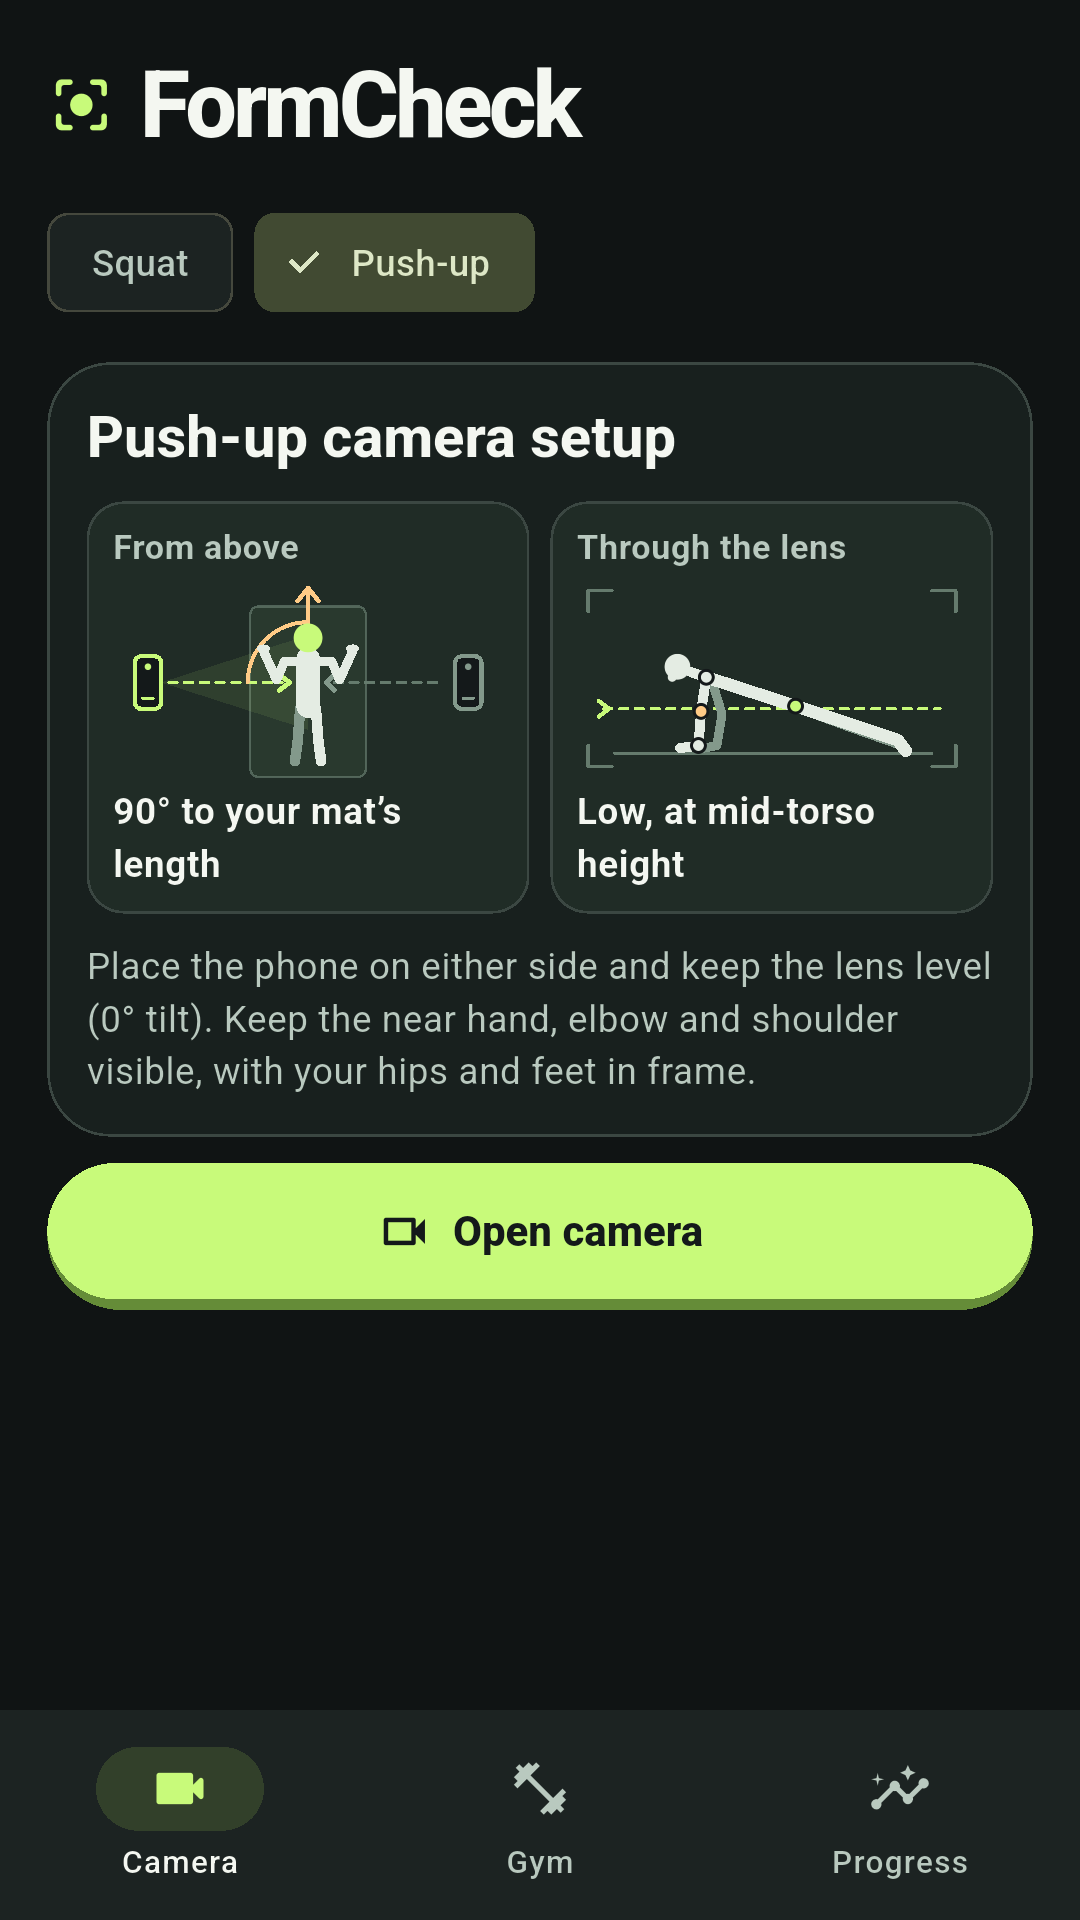 FormCheck
Squat
Push-up
Push-up camera setup
From above
90° to your mat’s
length
Through the lens
Low, at mid-torso
height
Place the phone on either side and keep the lens level
(0° tilt). Keep the near hand, elbow and shoulder
visible, with your hips and feet in frame.
Open camera
Camera
Gym
Progress